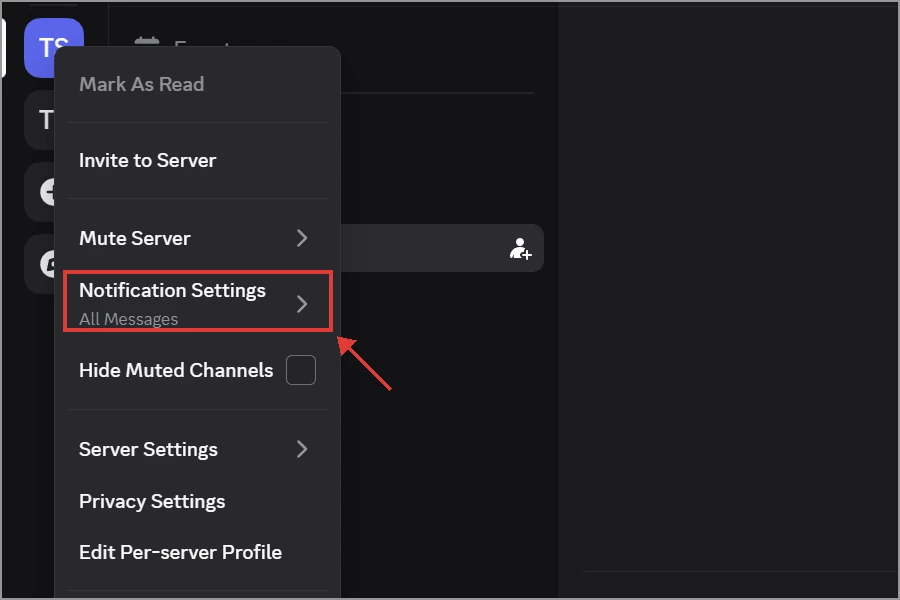 TS
Mark As Read
Invite to Server
Mute Server
Notification Settings
All Messages
Hide Muted Channels
Server Settings
Privacy Settings
Edit Per-server Profile